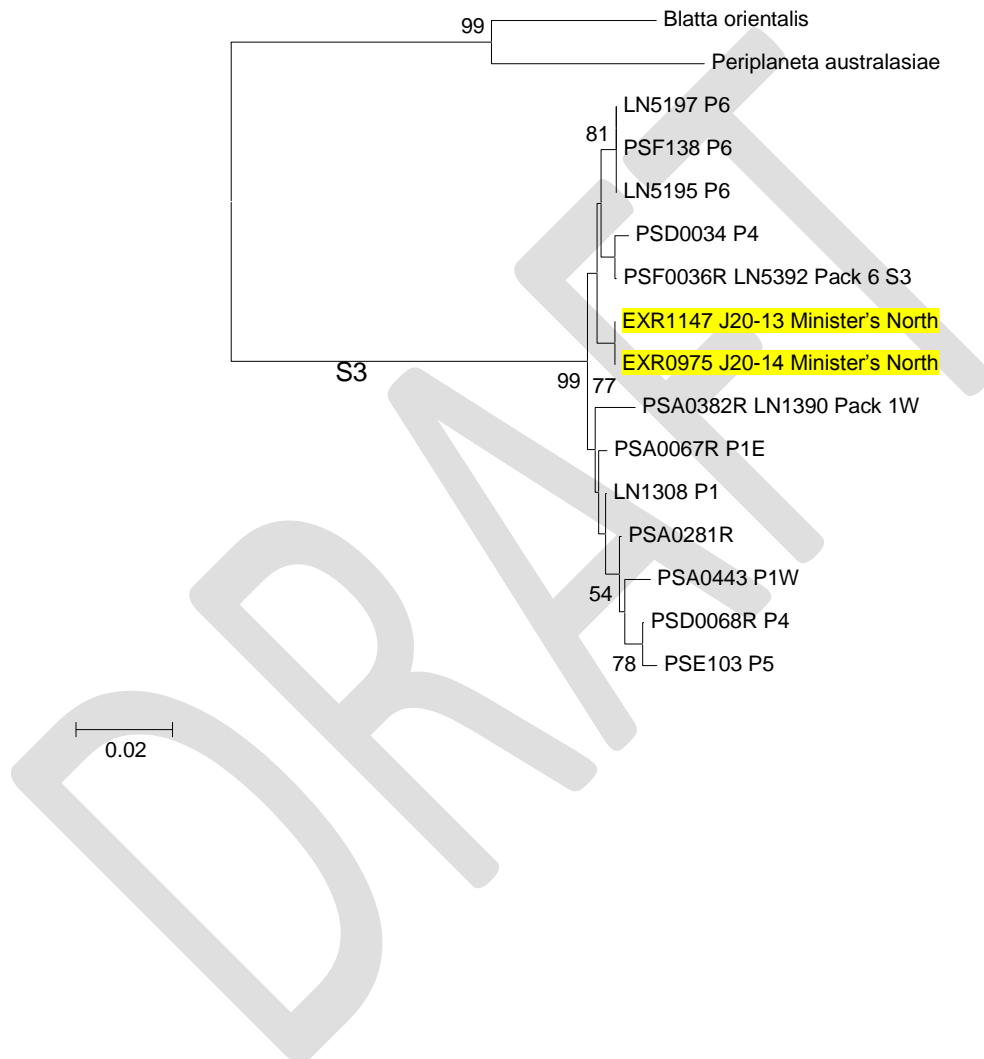 99
Blatta orientalis
Periplaneta australasiae
LN5197 P6
81
PSF138 P6
LN5195 P6
PSD0034 P4
PSF0036R LN5392 Pack 6 S3
EXR1147 J20-13 Minister's North
EXR0975 J20-14 Minister's North
S3
99
77
PSA0382R LN1390 Pack 1W
PSA0067R P1E
LN1308 P1
PSA0281R
PSA0443 P1W
54
PSD0068R P4
78
PSE103 P5
0.02
DRAFT